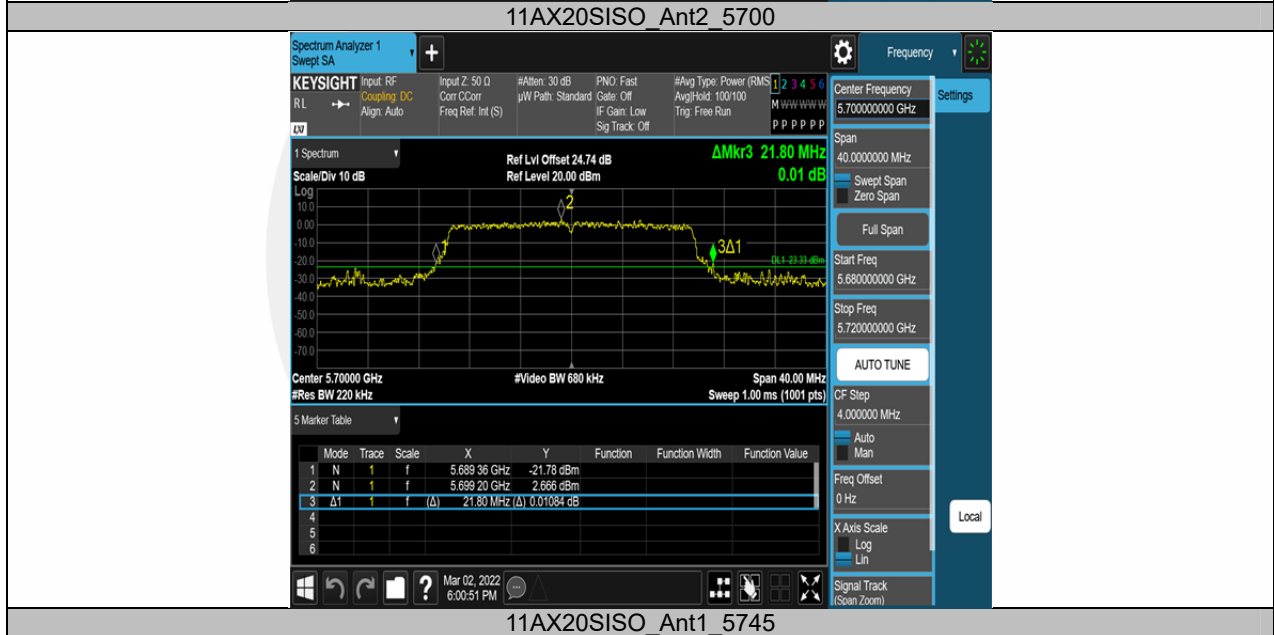 11AX20SISO_Ant2_5700
Spectrum Analyzer 1
Swept SA
+
Frequency
KEYSIGHT
RL
LXI
Input: RF
Coupling: DC
Align: Auto
Input Z: 50 Ω
Corr CCorr
Freq Ref: Int (S)
#Atten: 30 dB
µW Path: Standard
PNO: Fast
Gate: Off
IF Gain: Low
Sig Track: Off
#Avg Type: Power (RMS
Avg|Hold: 100/100
Trig: Free Run
1 2 3 4 5 6
M W W W W W
P P P P P P
Center Frequency
5.700000000 GHz
Settings
Span
40.0000000 MHz
Swept Span
Zero Span
Full Span
Start Freq
5.680000000 GHz
Stop Freq
5.720000000 GHz
AUTO TUNE
CF Step
4.000000 MHz
Auto
Man
Freq Offset
0 Hz
X Axis Scale
Log
Lin
Signal Track
(Span Zoom)
Local
1 Spectrum
Scale/Div 10 dB
Ref Lvl Offset 24.74 dB
Ref Level 20.00 dBm
ΔMkr3 21.80 MHz
0.01 dB
Log
10.0
0.00
-10.0
-20.0
-30.0
-40.0
-50.0
-60.0
-70.0
1
2
3Δ1
DL1 -23.33 dBm
Center 5.70000 GHz
#Video BW 680 kHz
Span 40.00 MHz
#Res BW 220 kHz
Sweep 1.00 ms (1001 pts)
5 Marker Table
Mode Trace Scale X Y Function Function Width Function Value
1 N 1 f 5.689 36 GHz -21.78 dBm
2 N 1 f 5.699 20 GHz 2.666 dBm
3 Δ1 1 f (Δ) 21.80 MHz (Δ) 0.01084 dB
4
5
6
?
Mar 02, 2022
6:00:51 PM
11AX20SISO_Ant1_5745